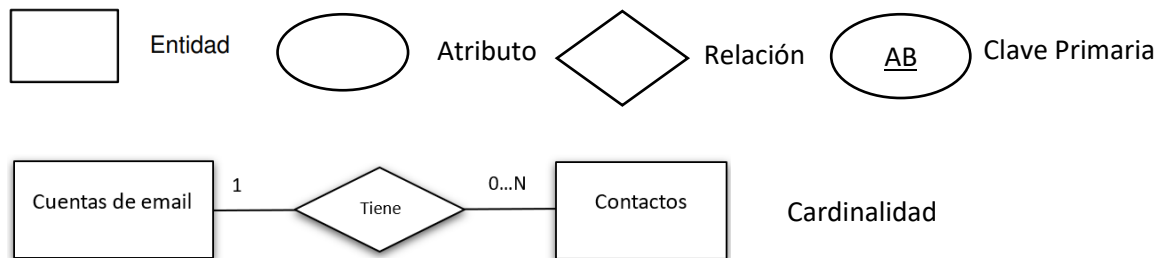 Entidad
Atributo
Relación
AB
Clave Primaria
Cuentas de email
1
Tiene
0...N
Contactos
Cardinalidad